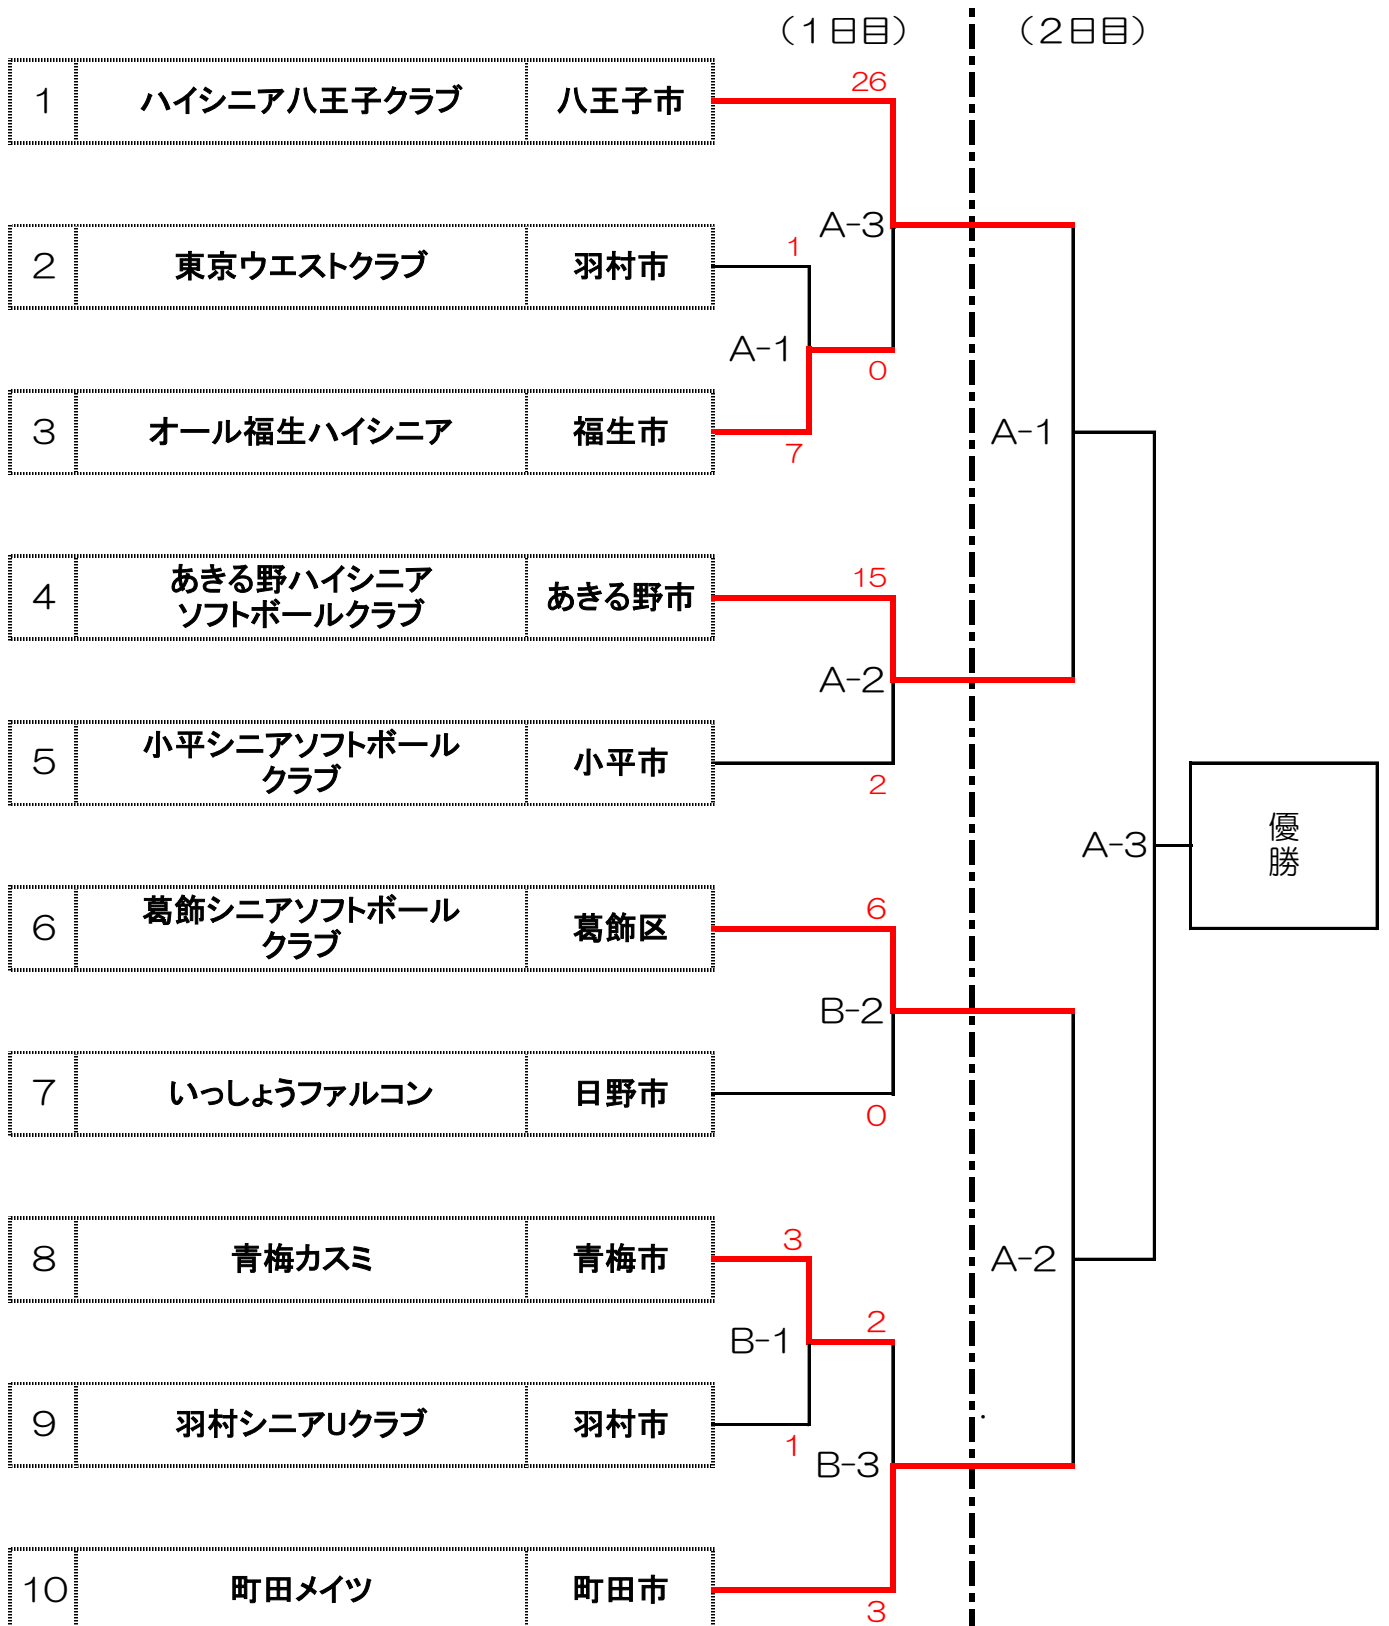 （1日目）
（2日目）
26
1
ハイシニア八王子クラブ
八王子市
A-3
1
2
東京ウエストクラブ
羽村市
A-1
0
3
オール福生ハイシニア
福生市
7
A-1
15
4
あきる野ハイシニア
ソフトボールクラブ
あきる野市
A-2
5
小平シニアソフトボール
クラブ
小平市
2
優
勝
A-3
6
6
葛飾シニアソフトボール
クラブ
葛飾区
B-2
7
いっしょうファルコン
日野市
0
3
8
青梅カスミ
青梅市
A-2
2
B-1
9
羽村シニアUクラブ
羽村市
1
B-3
10
町田メイツ
町田市
3